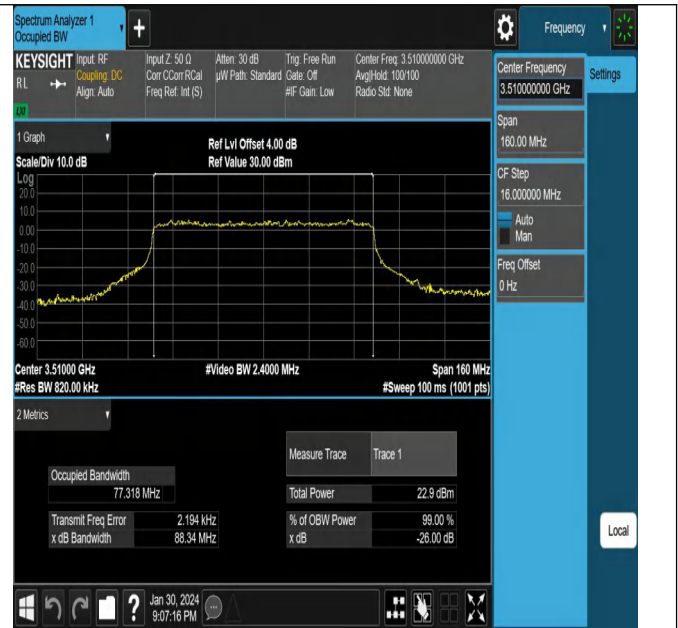 Spectrum Analyzer 1
Occupied BW
+
Frequency
KEYSIGHT Input: RF Input Z: 50 Ω Atten: 30 dB Trig: Free Run Center Freq: 3.510000000 GHz
RL Coupling: DC Corr CCorr RCal µW Path: Standard Gate: Off Avg|Hold: 100/100
Align: Auto Freq Ref: Int (S) #IF Gain: Low Radio Std: None
LXI
1 Graph
Ref Lvl Offset 4.00 dB
Scale/Div 10.0 dB Ref Value 30.00 dBm
Log
20.0
10.0
0.00
-10.0
-20.0
-30.0
-40.0
-50.0
-60.0
Center 3.51000 GHz #Video BW 2.4000 MHz Span 160 MHz
#Res BW 820.00 kHz #Sweep 100 ms (1001 pts)
2 Metrics
Measure Trace Trace 1
Occupied Bandwidth
77.318 MHz
Total Power 22.9 dBm
Transmit Freq Error 2.194 kHz % of OBW Power 99.00 %
x dB Bandwidth 88.34 MHz x dB -26.00 dB
Center Frequency
3.510000000 GHz
Settings
Span
160.00 MHz
CF Step
16.000000 MHz
Auto
Man
Freq Offset
0 Hz
Local
?
Jan 30, 2024
9:07:16 PM